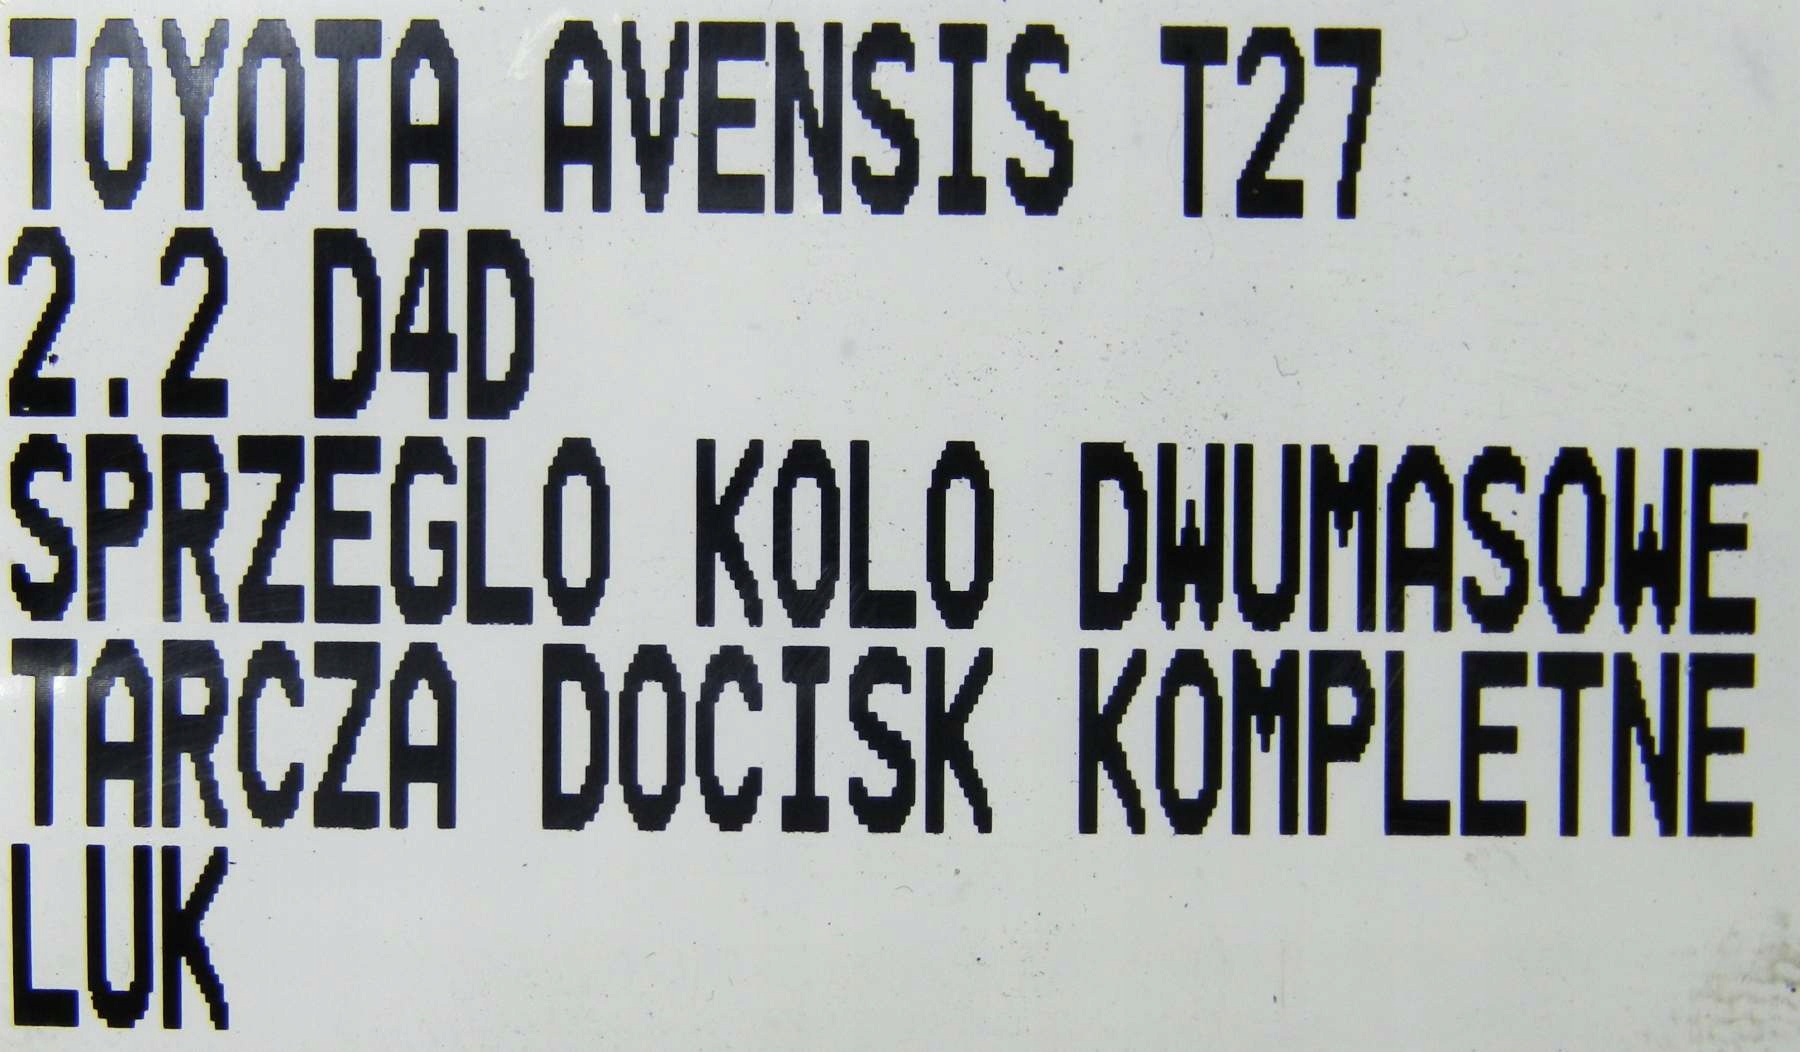 TOYOTA AVENSIS T27
2.2 D4D
SPRZEGLO KOLO DWUMASOWE
TARCZA DOCISK KOMPLETNE
LUK